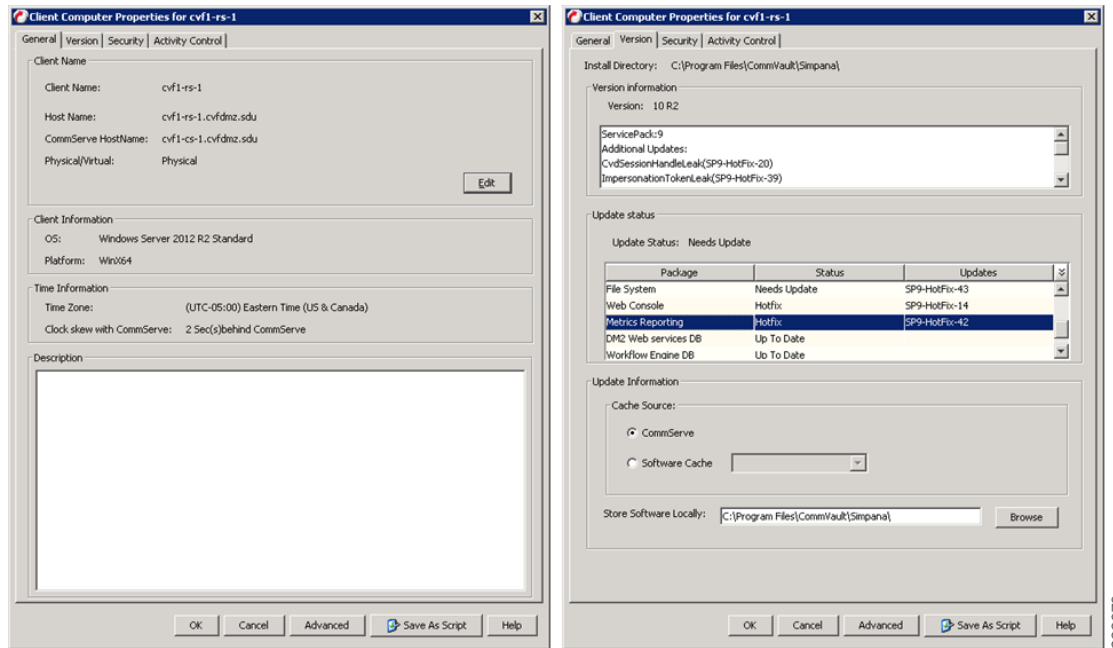 Client Computer Properties for cvf1-rs-1
General Version Security Activity Control
Client Name
Client Name: cvf1-rs-1
Host Name: cvf1-rs-1.cvfdmz.sdu
CommServe HostName: cvf1-cs-1.cvfdmz.sdu
Physical/Virtual: Physical
Edit
Client Information
OS: Windows Server 2012 R2 Standard
Platform: WinX64
Time Information
Time Zone: (UTC-05:00) Eastern Time (US & Canada)
Clock skew with CommServe: 2 Sec(s)behind CommServe
Description
OK Cancel Advanced Save As Script Help
Client Computer Properties for cvf1-rs-1
General Version Security Activity Control
Install Directory: C:\Program Files\CommVault\Simpana\
Version information
Version: 10 R2
ServicePack:9
Additional Updates:
CvdSessionHandleLeak(SP9-HotFix-20)
ImpersonationTokenLeak(SP9-HotFix-39)
Update status
Update Status: Needs Update
Package Status Updates
File System Needs Update SP9-HotFix-43
Web Console Hotfix SP9-HotFix-14
Metrics Reporting Hotfix SP9-HotFix-42
DM2 Web services DB Up To Date
Workflow Engine DB Up To Date
Update Information
Cache Source:
CommServe
Software Cache
Store Software Locally: C:\Program Files\CommVault\Simpana\ Browse
OK Cancel Advanced Save As Script Help